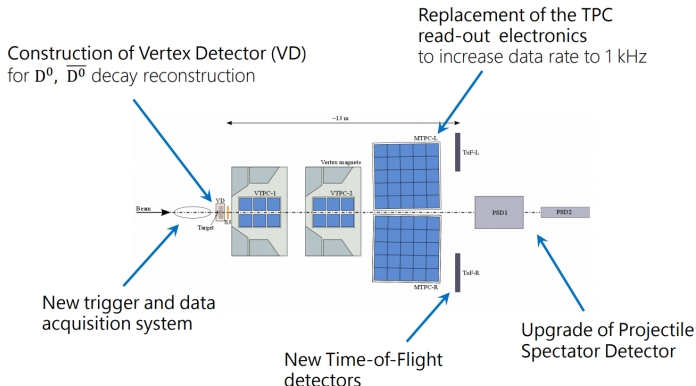 Replacement of the TPC
read-out electronics
to increase data rate to 1 kHz
Construction of Vertex Detector (VD)
for D⁰, D̅⁰ decay reconstruction
~13 m
MTPC-L
ToF-L
Vertex magnets
VTPC-1
VTPC-2
VD
Beam
Target
PSD1
PSD2
ToF-R
MTPC-R
New trigger and data
acquisition system
Upgrade of Projectile
Spectator Detector
New Time-of-Flight
detectors